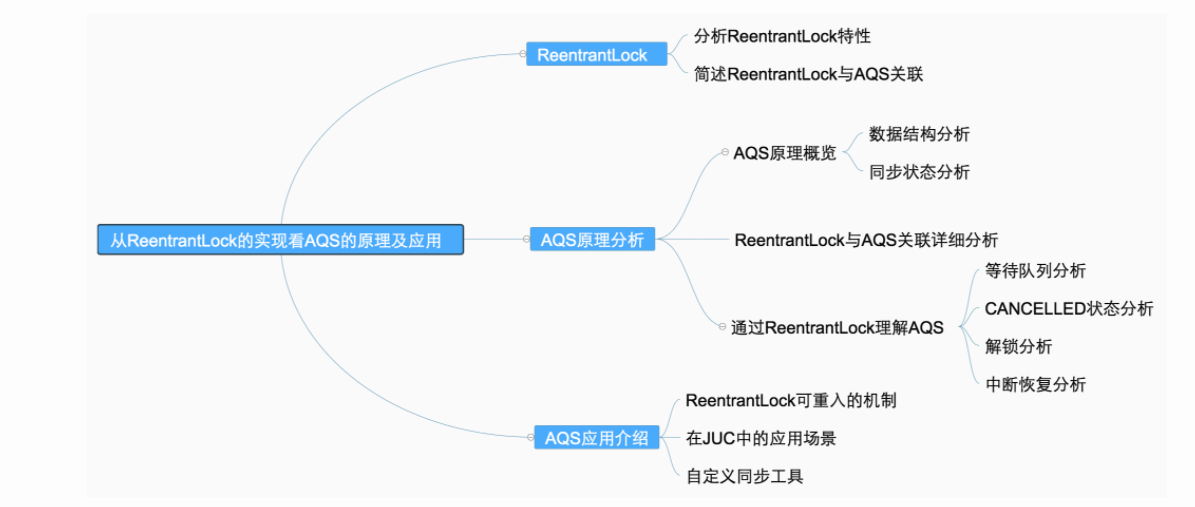 从ReentrantLock的实现看AQS的原理及应用
ReentrantLock
分析ReentrantLock特性
简述ReentrantLock与AQS关联
AQS原理分析
AQS原理概览
数据结构分析
同步状态分析
ReentrantLock与AQS关联详细分析
通过ReentrantLock理解AQS
等待队列分析
CANCELLED状态分析
解锁分析
中断恢复分析
AQS应用介绍
ReentrantLock可重入的机制
在JUC中的应用场景
自定义同步工具